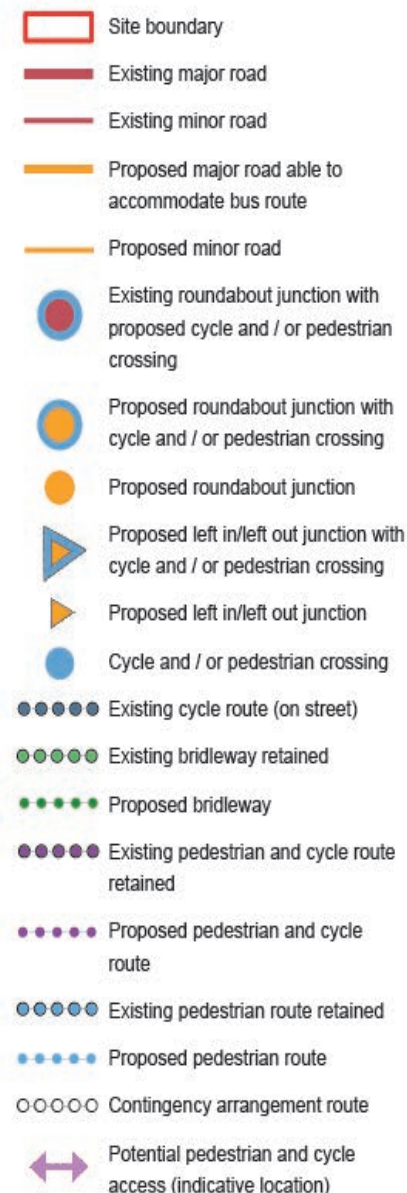 Site boundary
Existing major road
Existing minor road
Proposed major road able to
accommodate bus route
Proposed minor road
Existing roundabout junction with
proposed cycle and / or pedestrian
crossing
Proposed roundabout junction with
cycle and / or pedestrian crossing
Proposed roundabout junction
Proposed left in/left out junction with
cycle and / or pedestrian crossing
Proposed left in/left out junction
Cycle and / or pedestrian crossing
Existing cycle route (on street)
Existing bridleway retained
Proposed bridleway
Existing pedestrian and cycle route
retained
Proposed pedestrian and cycle
route
Existing pedestrian route retained
Proposed pedestrian route
Contingency arrangement route
Potential pedestrian and cycle
access (indicative location)